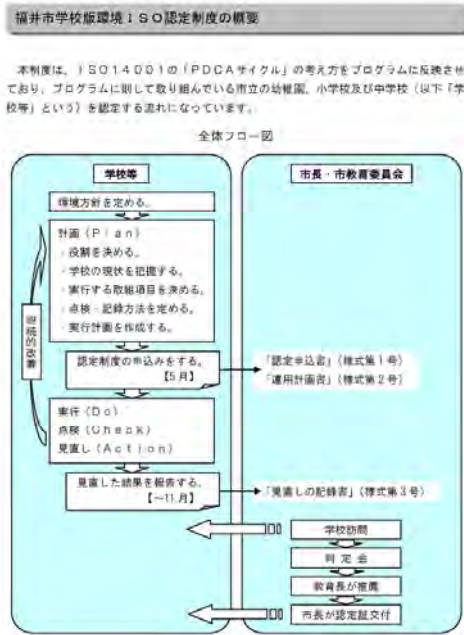 福井市学校版環境ISO認定制度の概要
本制度は、ISO14001の「PDCAサイクル」の考え方をプログラムに反映させ
ており、プログラムに則して取り組んでいる市立の幼稚園、小学校及び中学校（以下「学
校等」という）を認定する流れになっています。
全体フロー図
学校等
環境方針を定める。
計画（Plan）
・役割を決める。
・学校の現状を把握する。
・実行する取組項目を決める。
・点検・記録方法を定める。
・実行計画を作成する。
継続的改善
認定制度の申込みをする。
【5月】
実行（Do）
点検（Check）
見直し（Action）
見直した結果を報告する。
【～11月】
市長・市教育委員会
「認定申込書」（様式第1号）
「運用計画書」（様式第2号）
「見直しの記録書」（様式第3号）
学校訪問
判定会
教育長が推薦
市長が認定証交付